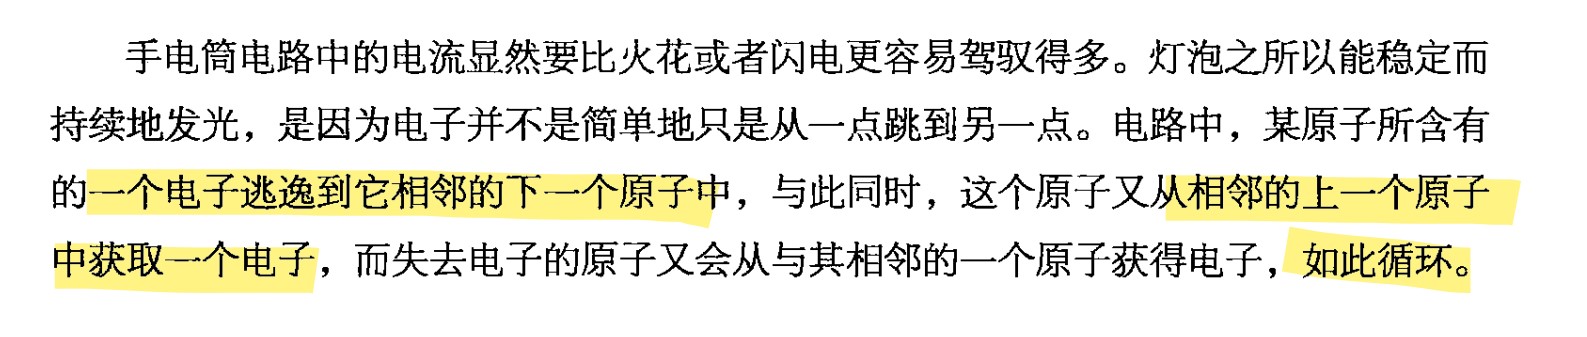 手电筒电路中的电流显然要比火花或者闪电更容易驾驭得多。灯泡之所以能稳定而
持续地发光，是因为电子并不是简单地只是从一点跳到另一点。电路中，某原子所含有
的一个电子逃逸到它相邻的下一个原子中，与此同时，这个原子又从相邻的上一个原子
中获取一个电子，而失去电子的原子又会从与其相邻的一个原子获得电子，如此循环。